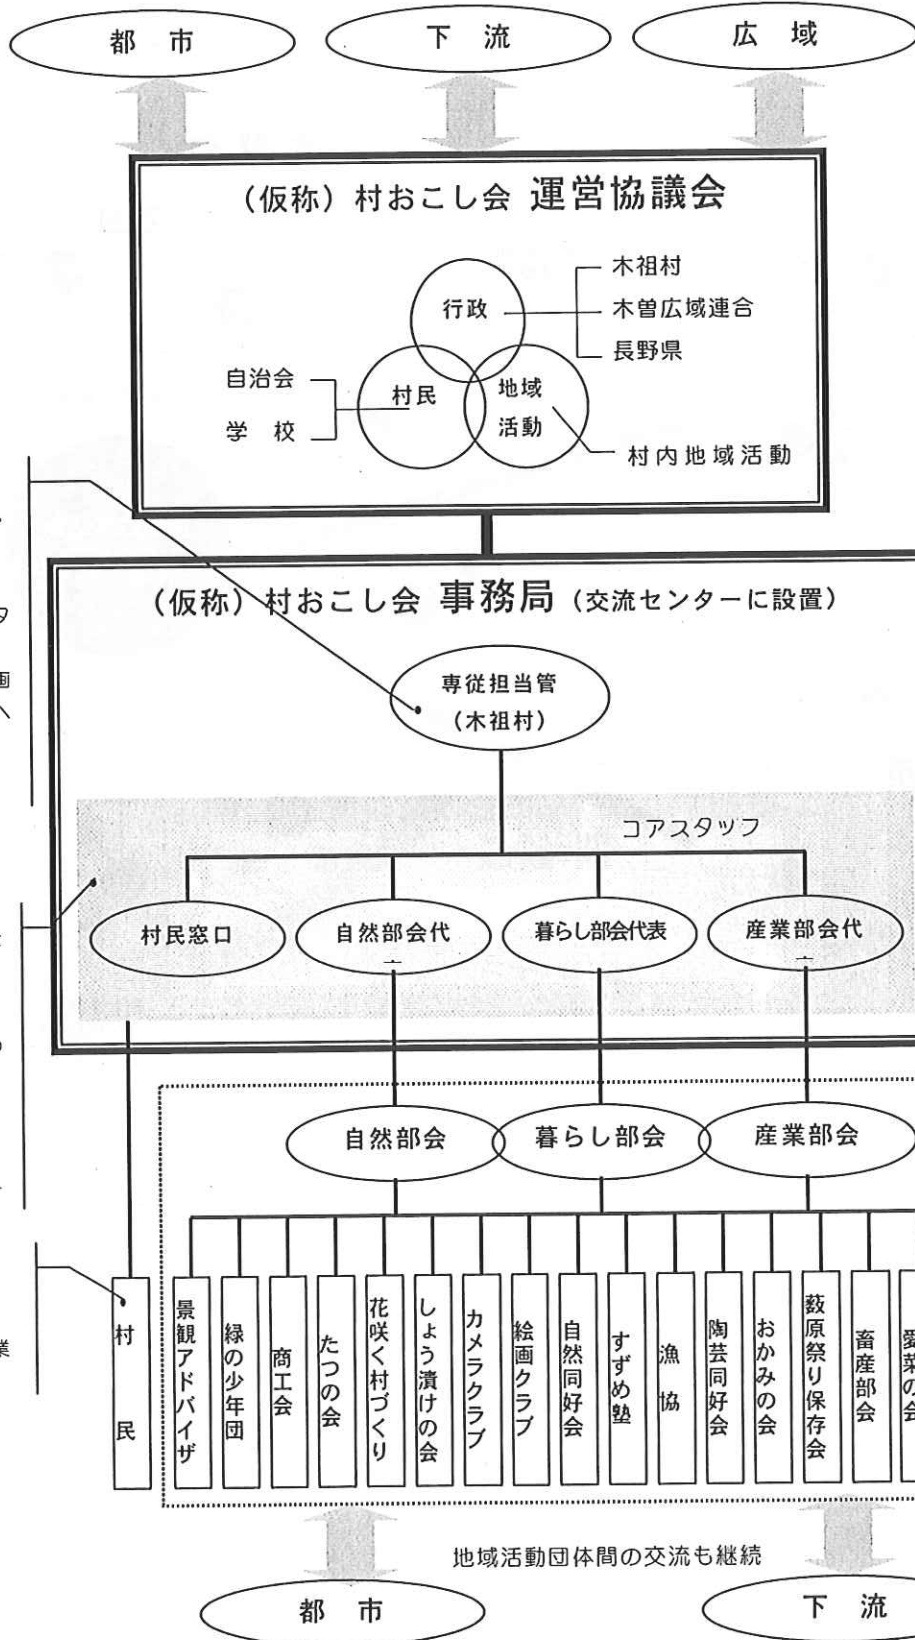 都 市
下 流
広 域
（仮称）村おこし会 運営協議会
行政
木祖村
木曽広域連合
長野県
自治会
学 校
村民
地域
活動
村内地域活動
タ
画
（仮称）村おこし会 事務局（交流センターに設置）
専従担当管
（木祖村）
コアスタッフ
村民窓口
自然部会代
暮らし部会代表
産業部会代
自然部会
暮らし部会
産業部会
業
村 民
景観アドバイザ
緑の少年団
商工会
たつの会
花咲く村づくり
しょう漬けの会
カメラクラブ
絵画クラブ
自然同好会
すずめ塾
漁 協
陶芸同好会
おかみの会
薮原祭り保存会
畜産部会
愛菜の会
地域活動団体間の交流も継続
都 市
下 流